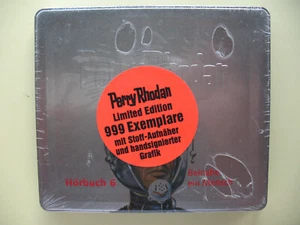 Perry Rhodan
Limited Edition
999 Exemplare
mit Stoff-Aufnäher
und handsignierter
Grafik
Hörbuch 6